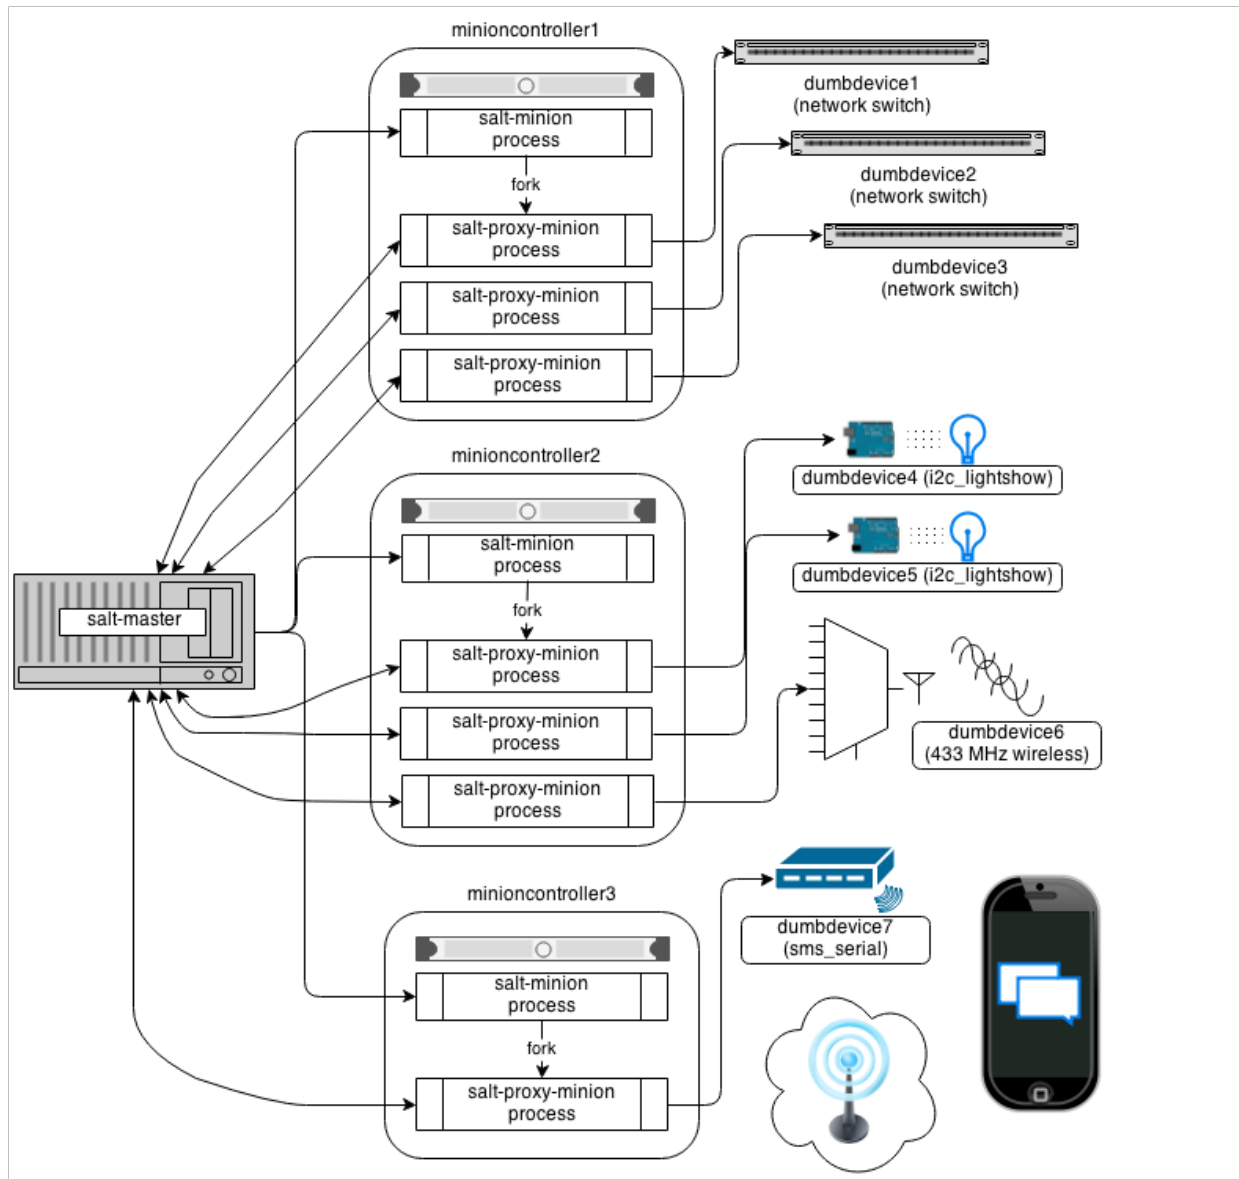 minioncontroller1
salt-minion
process
fork
salt-proxy-minion
process
salt-proxy-minion
process
salt-proxy-minion
process
dumbdevice1
(network switch)
dumbdevice2
(network switch)
dumbdevice3
(network switch)
minioncontroller2
salt-minion
process
fork
salt-proxy-minion
process
salt-proxy-minion
process
salt-proxy-minion
process
dumbdevice4 (i2c_lightshow)
dumbdevice5 (i2c_lightshow)
dumbdevice6
(433 MHz wireless)
salt-master
minioncontroller3
salt-minion
process
fork
salt-proxy-minion
process
dumbdevice7
(sms_serial)